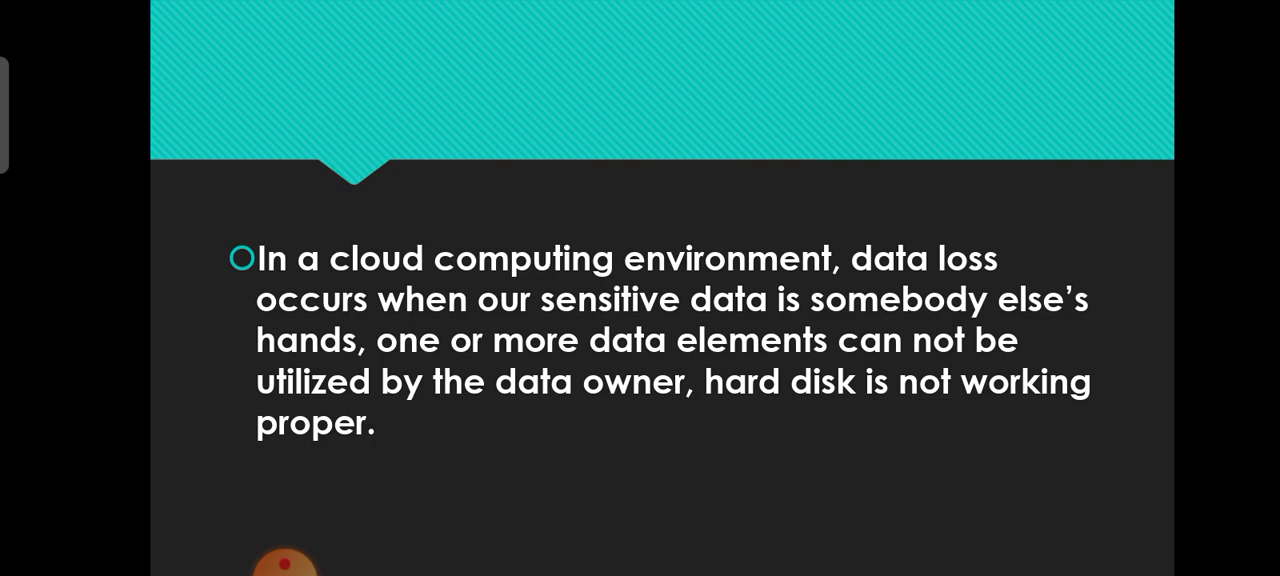 In a cloud computing environment, data loss
occurs when our sensitive data is somebody else’s
hands, one or more data elements can not be
utilized by the data owner, hard disk is not working
proper.